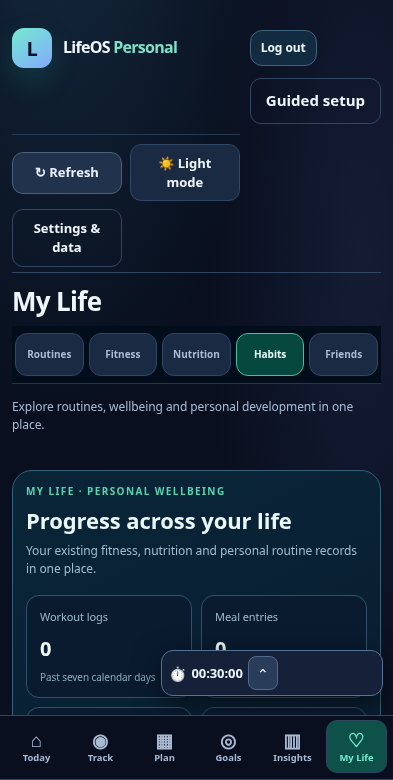 L
LifeOS Personal
Log out
Guided setup
↻ Refresh
☀️ Light
mode
Settings &
data
My Life
Routines
Fitness
Nutrition
Habits
Friends
Explore routines, wellbeing and personal development in one
place.
MY LIFE · PERSONAL WELLBEING
Progress across your life
Your existing fitness, nutrition and personal routine records
in one place.
Workout logs
0
Past seven calendar days
Meal entries
0
⏱️ 00:30:00
Today
Track
Plan
Goals
Insights
My Life